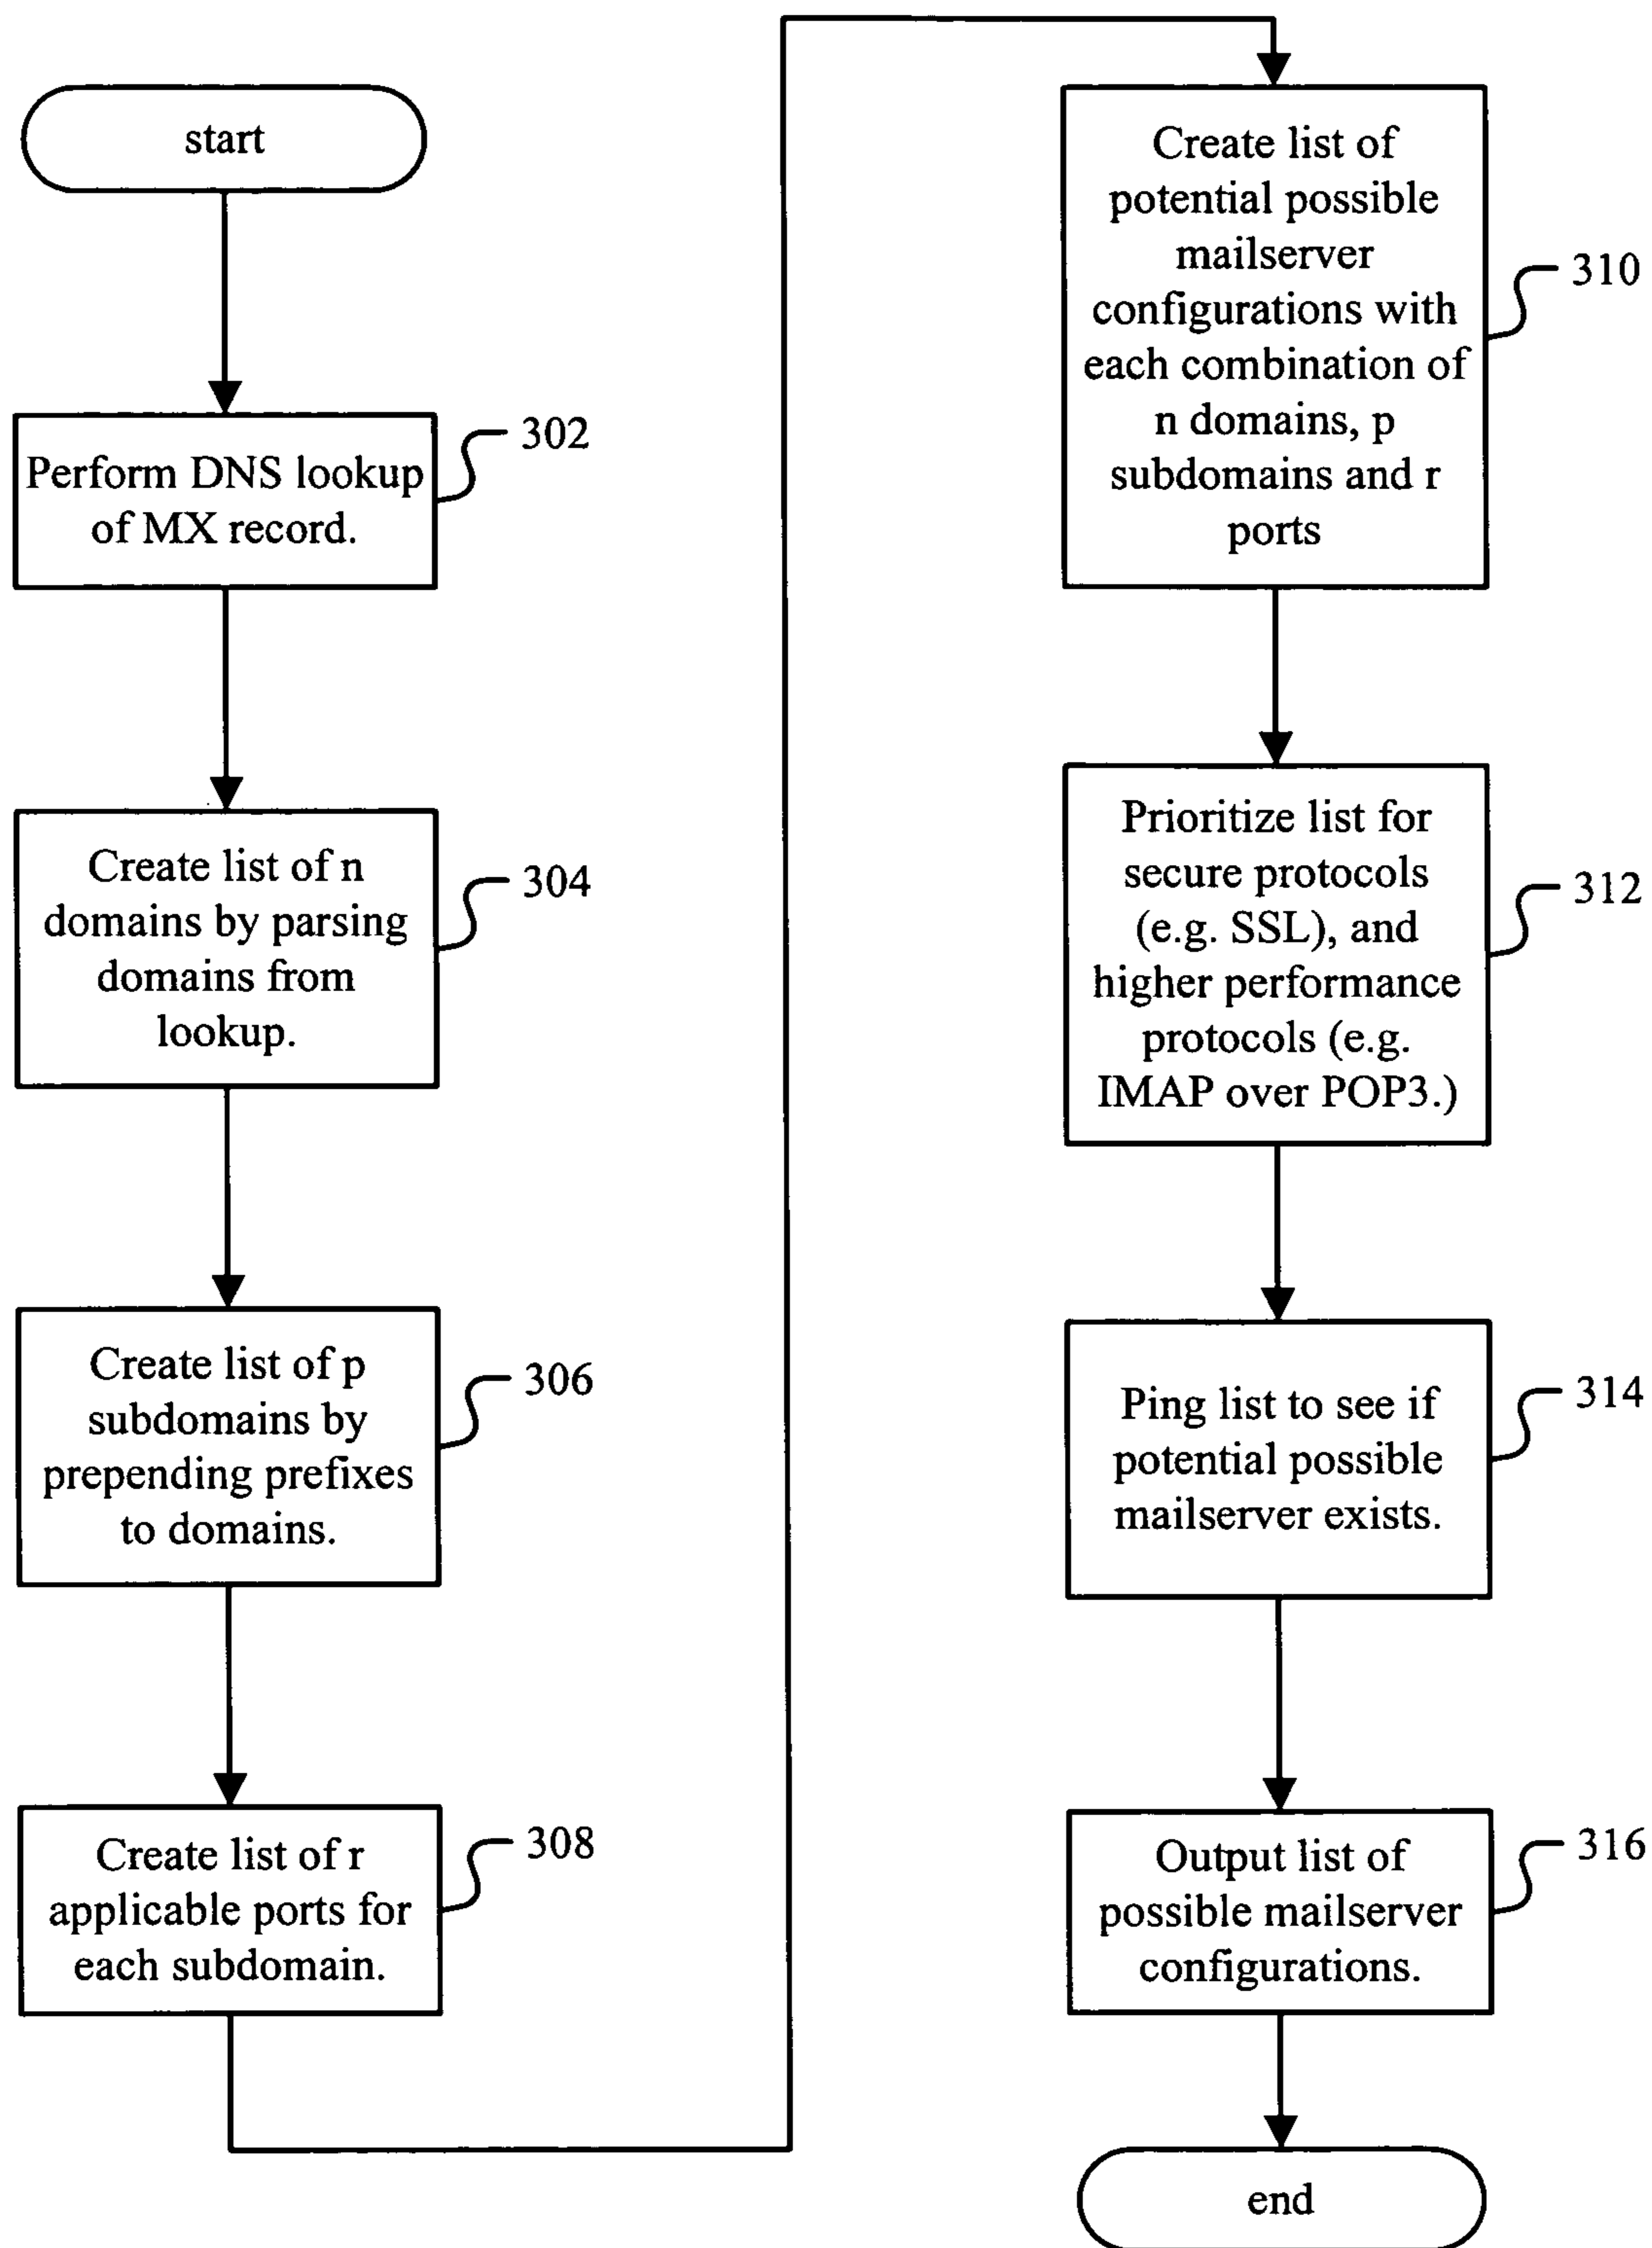 start
Perform DNS lookup
of MX record.
302
Create list of n
domains by parsing
domains from
lookup.
304
Create list of p
subdomains by
prepending prefixes
to domains.
306
Create list of r
applicable ports for
each subdomain.
308
Create list of
potential possible
mailserver
configurations with
each combination of
n domains, p
subdomains and r
ports
310
Prioritize list for
secure protocols
(e.g. SSL), and
higher performance
protocols (e.g.
IMAP over POP3.)
312
Ping list to see if
potential possible
mailserver exists.
314
Output list of
possible mailserver
configurations.
316
end